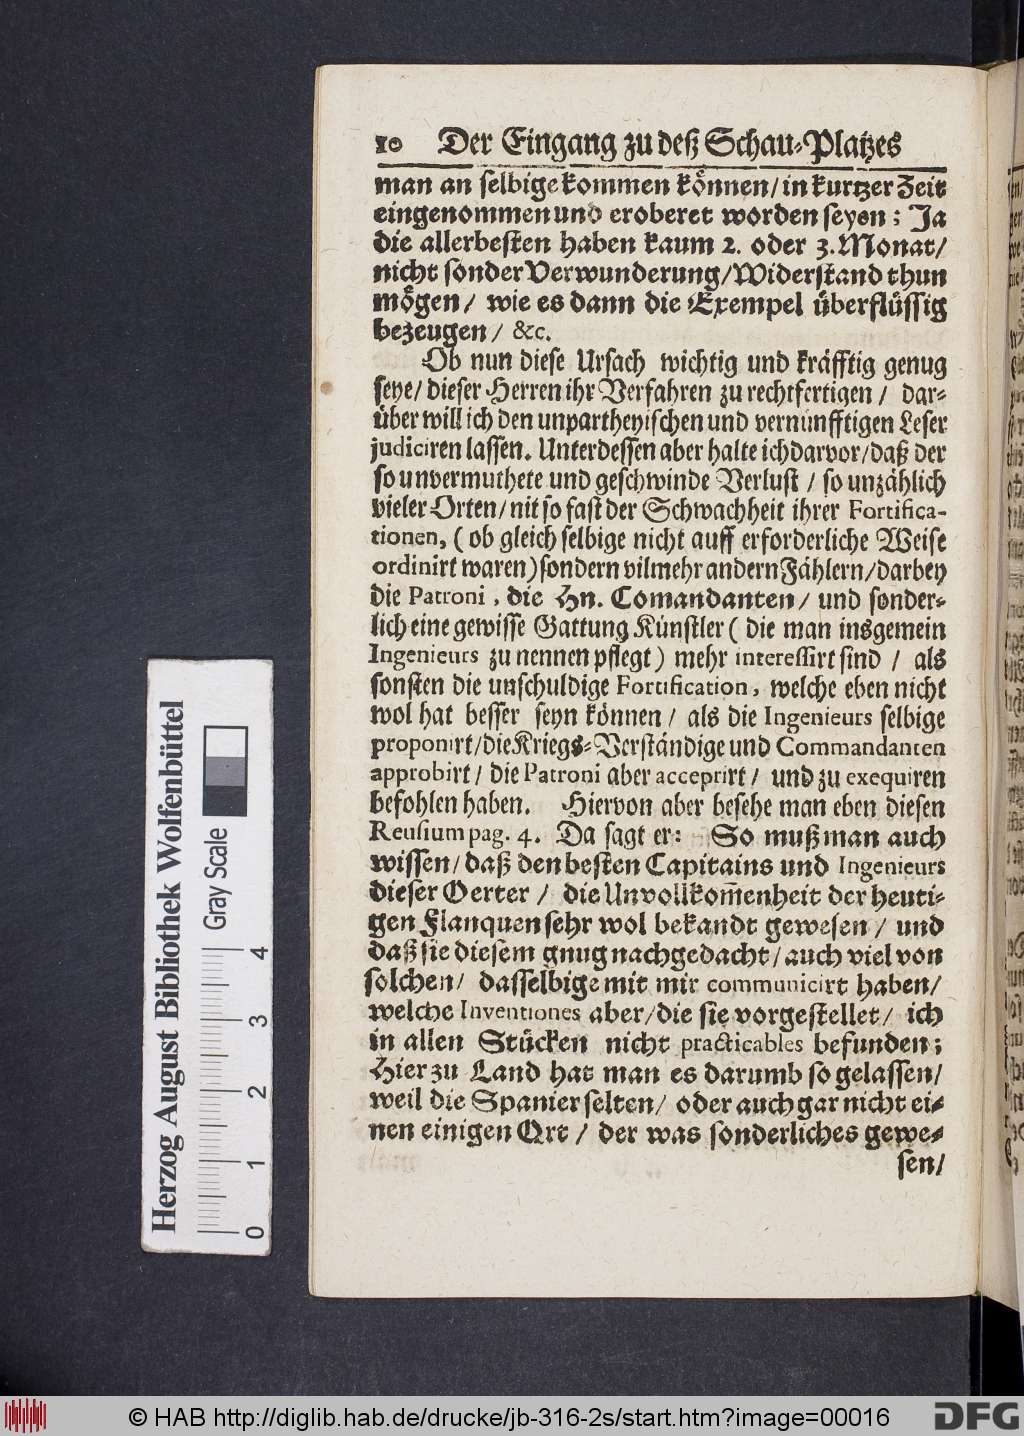 10 Der Eingang zu deß Schau-Platzes
man an selbige kommen können/ in kurtzer Zeit
eingenommen und eroberet worden seyen; Ja
die allerbesten haben kaum 2. oder 3. Monat/
nicht sonder Verwunderung/ Widerstand thun
mögen/ wie es dann die Exempel überflüssig
bezeugen/ &c.
Ob nun diese Ursach wichtig und kräfftig genug
seye/ dieser Herren ihr Verfahren zu rechtfertigen/ dar-
über will ich den unpartheyischen und vernünfftigen Leser
judiciren lassen. Unterdessen aber halte ich darvor/ daß der
so unvermuthete und geschwinde Verlust/ so unzählich
vieler Orten/ nit so fast der Schwachheit ihrer Fortifica-
tionen, (ob gleich selbige nicht auff erforderliche Weise
ordinirt waren) sondern vilmehr andern Fählern/ darbey
die Patroni, die Hn. Comandanten/ und sonder-
lich eine gewisse Gattung Künstler (die man insgemein
Ingenieurs zu nennen pflegt) mehr interessirt sind/ als
sonsten die unschuldige Fortification, welche eben nicht
wol hat besser seyn können/ als die Ingenieurs selbige
proponirt/ die Kriegs-Verständige und Commandanten
approbirt/ die Patroni aber acceprirt/ und zu exequiren
befohlen haben. Hiervon aber besehe man eben diesen
Reusium pag. 4. Da sagt er: So muß man auch
wissen/ daß den besten Capitains und Ingenieurs
dieser Oerter/ die Unvollkom̄enheit der heuti-
gen Flanquen sehr wol bekandt gewesen/ und
daß sie diesem gnug nachgedacht/ auch viel von
solchen/ dasselbige mit mir communicirt haben/
welche Inventiones aber/ die sie vorgestellet/ ich
in allen Stücken nicht practicables befunden;
Hier zu Land hat man es darumb so gelassen/
weil die Spanier selten/ oder auch gar nicht ei-
nen einigen Ort/ der was sonderliches gewe-
sen/
Herzog August Bibliothek Wolfenbüttel
Gray Scale
0 1 2 3 4
© HAB http://diglib.hab.de/drucke/jb-316-2s/start.htm?image=00016
DFG